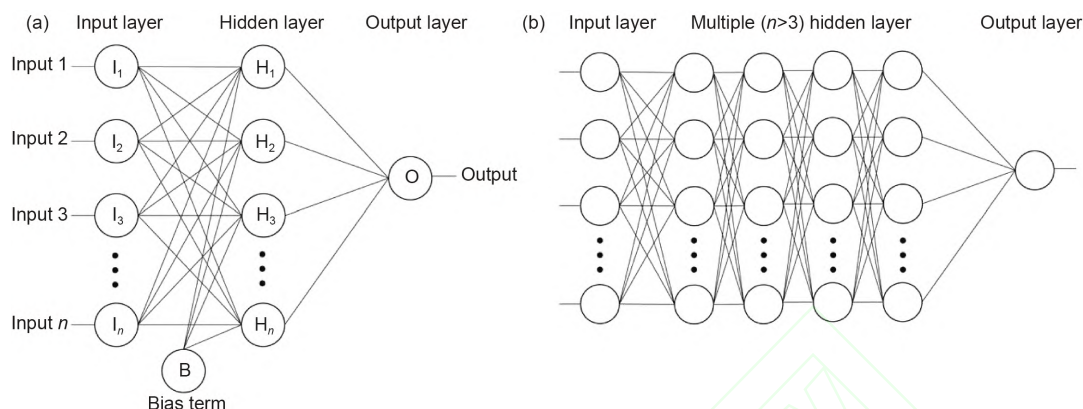 (a) Input layer Hidden layer Output layer
Input 1 I1 H1
Input 2 I2 H2
O Output
Input 3 I3 H3
Input n In Hn
B
Bias term
(b) Input layer Multiple (n>3) hidden layer Output layer